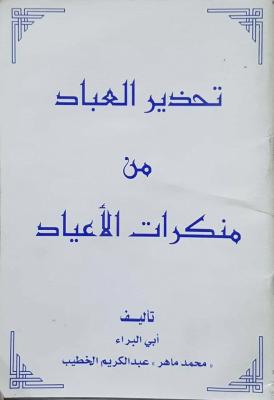 تحذير العباد
من
منكرات الأعياد
تأليف
أبي البراء
«محمد ماهر» عبدالكريم الخطيب